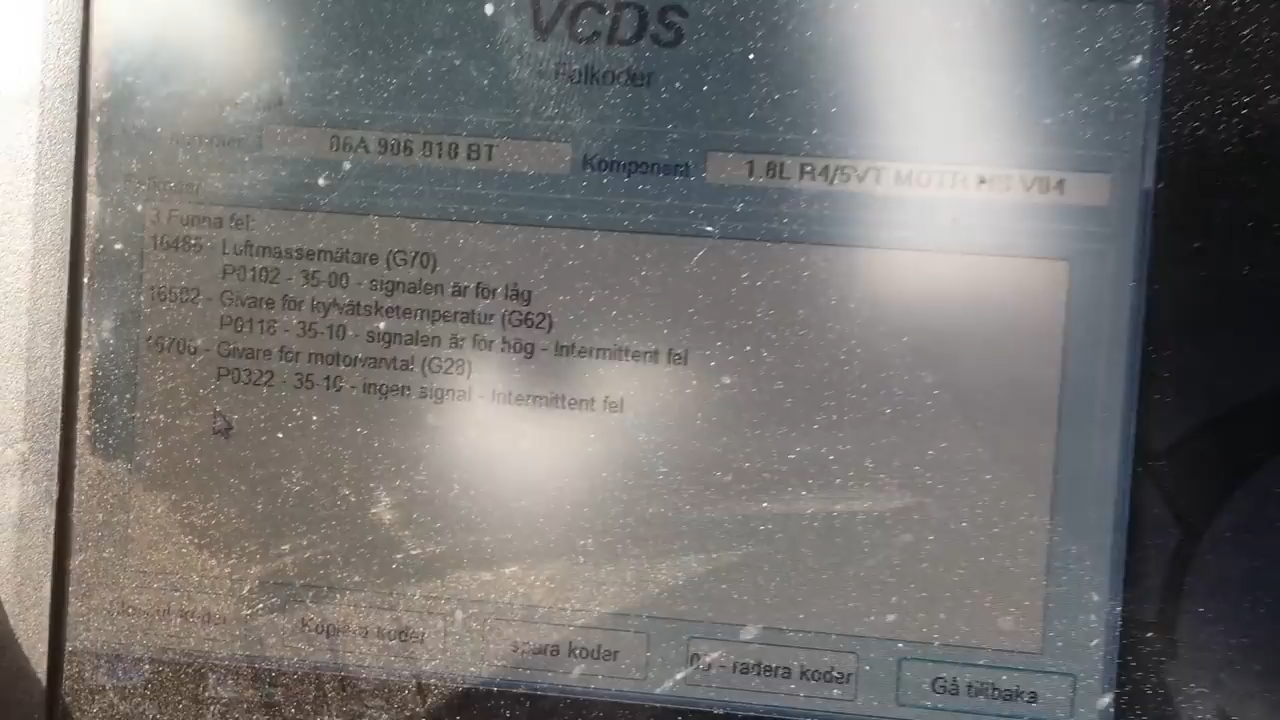 VCDS
Felkoder
06A 906 018 BT
Komponent
1.8L R4/5VT MOTR HS V04
3 Funna fel:
16485 - Luftmassemätare (G70)
P0102 - 35-00 - signalen är för låg
16502 - Givare för kylvätsketemperatur (G62)
P0118 - 35-10 - signalen är för hög - Intermittent fel
16706 - Givare för motorvarvtal (G28)
P0322 - 35-10 - ingen signal - Intermittent fel
Kopiera koder
spara koder
05 - radera koder
Gå tillbaka